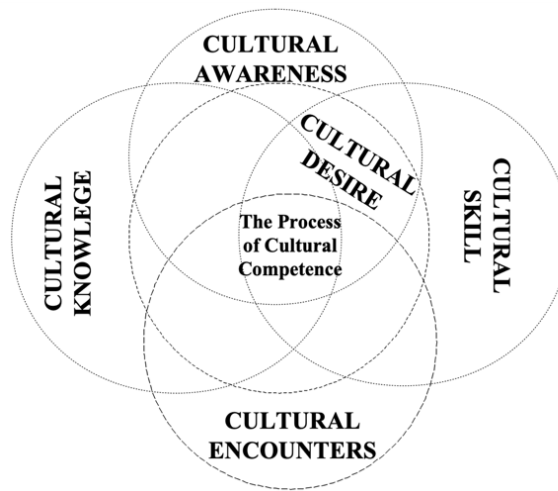 CULTURAL
AWARENESS
CULTURAL
DESIRE
CULTURAL
KNOWLEGE
CULTURAL
SKILL
The Process
of Cultural
Competence
CULTURAL
ENCOUNTERS